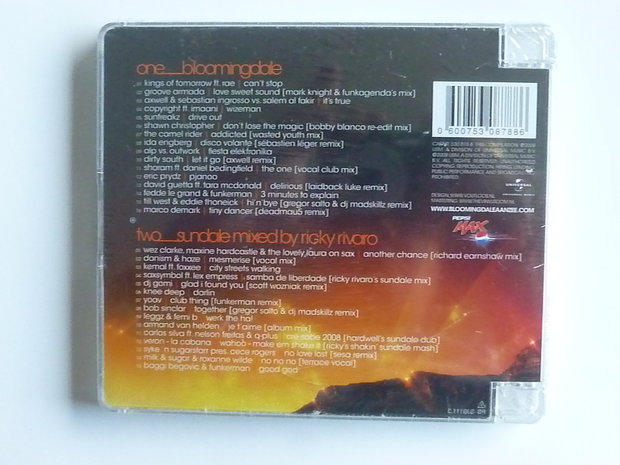 one__bloomingdale
kings of tomorrow ft. rae | can't stop
groove armada | love sweet sound [mark knight & funkagenda's mix]
axwell & sebastian ingrosso vs. salem al fakir | it's true
copyright ft. imaani | wizeman
sunfreakz | drive out
shawn christopher | don't lose the magic [bobby blanco re-edit mix]
the camel rider | addicted [wasted youth mix]
ida engberg | disco volante [sébastien léger remix]
alp vs. outwork | fiesta elektronika
dirty south | let it go [axwell remix]
sharam ft. daniel bedingfield | the one [vocal club mix]
eric prydz | pjanoo
david guetta ft. tara mcdonald | delirious [laidback luke remix]
fedde le grand & funkerman | 3 minutes to explain
till west & eddie thoneick | hi 'n bye [gregor salto & dj madskillz remix]
marco demark | tiny dancer [deadmau5 remix]
two__sundale mixed by ricky rivaro
wez clarke, maxine hardcastle & the lovely laura on sax | another chance [richard earnshaw mix]
danism & haze | mesmerise [vocal mix]
kemal ft. foxxee | city streets walking
saxsymbol ft. lex empress | samba de liberdade [ricky rivaro's sundale mix]
dj gomi | glad i found you [scott wozniak remix]
knee deep | darlin
yoav | club thing [funkerman remix]
bob sinclar | together [gregor salto & dj madskillz remix]
leggz & femi b | werk the hal
armand van helden | je t'aime [album mix]
carlos silva ft. nelson freitas & q-plus | cre sabe 2008 [hardwell's sundale dub]
veron - la cabana | wahoo - make em shake it [ricky's shakin' sundale mash]
syke 'n sugarstarr pres. cece rogers | no love lost [sesa remix]
milk & sugar & roxanne wilde | no no no [terrace vocal]
baggi begovic & funkerman | good god
0 600753 087886
UNIVERSAL
WWW.BLOOMINGDALEAANZEE.COM
PEPSI
MAX